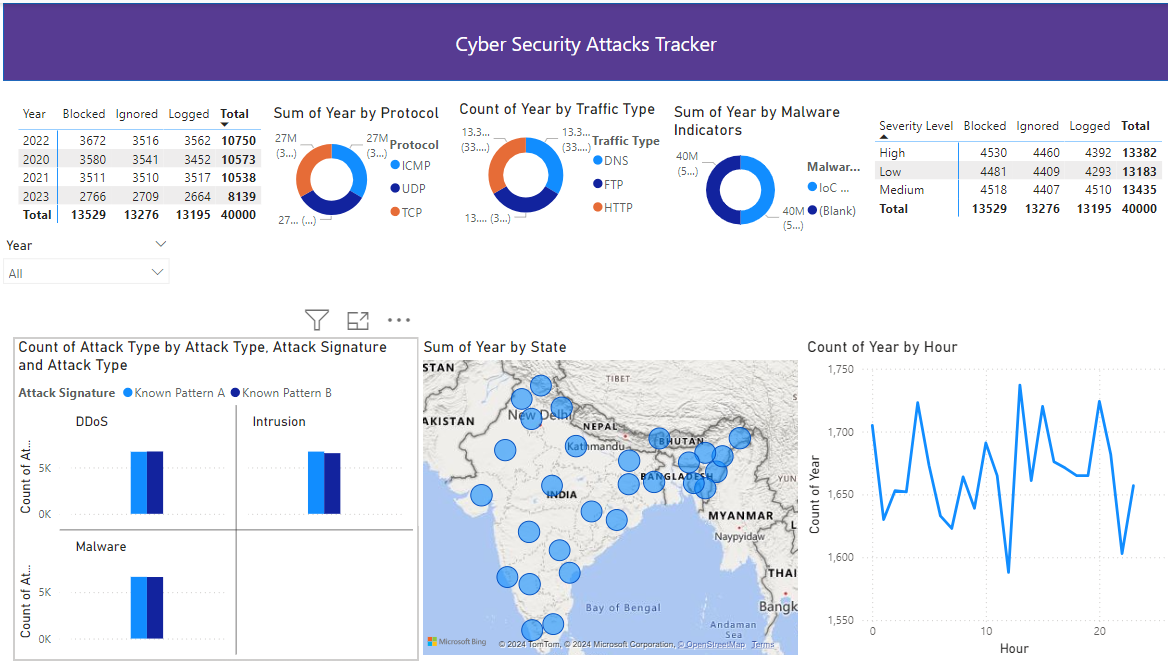 Cyber Security Attacks Tracker
Year Blocked Ignored Logged Total
2022 3672 3516 3562 10750
2020 3580 3541 3452 10573
2021 3511 3510 3517 10538
2023 2766 2709 2664 8139
Total 13529 13276 13195 40000
Sum of Year by Protocol
27M
(3...)
27M
(3...)
27... (...)
Protocol
ICMP
UDP
TCP
Count of Year by Traffic Type
13.3...
(33....)
13.3...
(33....)
13.... (3...)
Traffic Type
DNS
FTP
HTTP
Sum of Year by Malware
Indicators
40M
(5...)
40M
(5...)
Malwar...
IoC ...
(Blank)
Severity Level Blocked Ignored Logged Total
High 4530 4460 4392 13382
Low 4481 4409 4293 13183
Medium 4518 4407 4510 13435
Total 13529 13276 13195 40000
Year
All
Count of Attack Type by Attack Type, Attack Signature
and Attack Type
Attack Signature Known Pattern A Known Pattern B
DDoS
Intrusion
Count of At...
5K
0K
Malware
Count of At...
5K
0K
Sum of Year by State
STAN
TIBET
AKISTAN
New Delhi
NEPAL
Kathmandu
BHUTAN
BANGLADESH
YUN
INDIA
MYANMAR
Naypyidaw
THAI
Bangk
Bay of Bengal
Andaman
Sea
Microsoft Bing
© 2024 TomTom, © 2024 Microsoft Corporation, © OpenStreetMap Terms
Count of Year by Hour
Count of Year
1,750
1,700
1,650
1,600
1,550
0 10 20
Hour